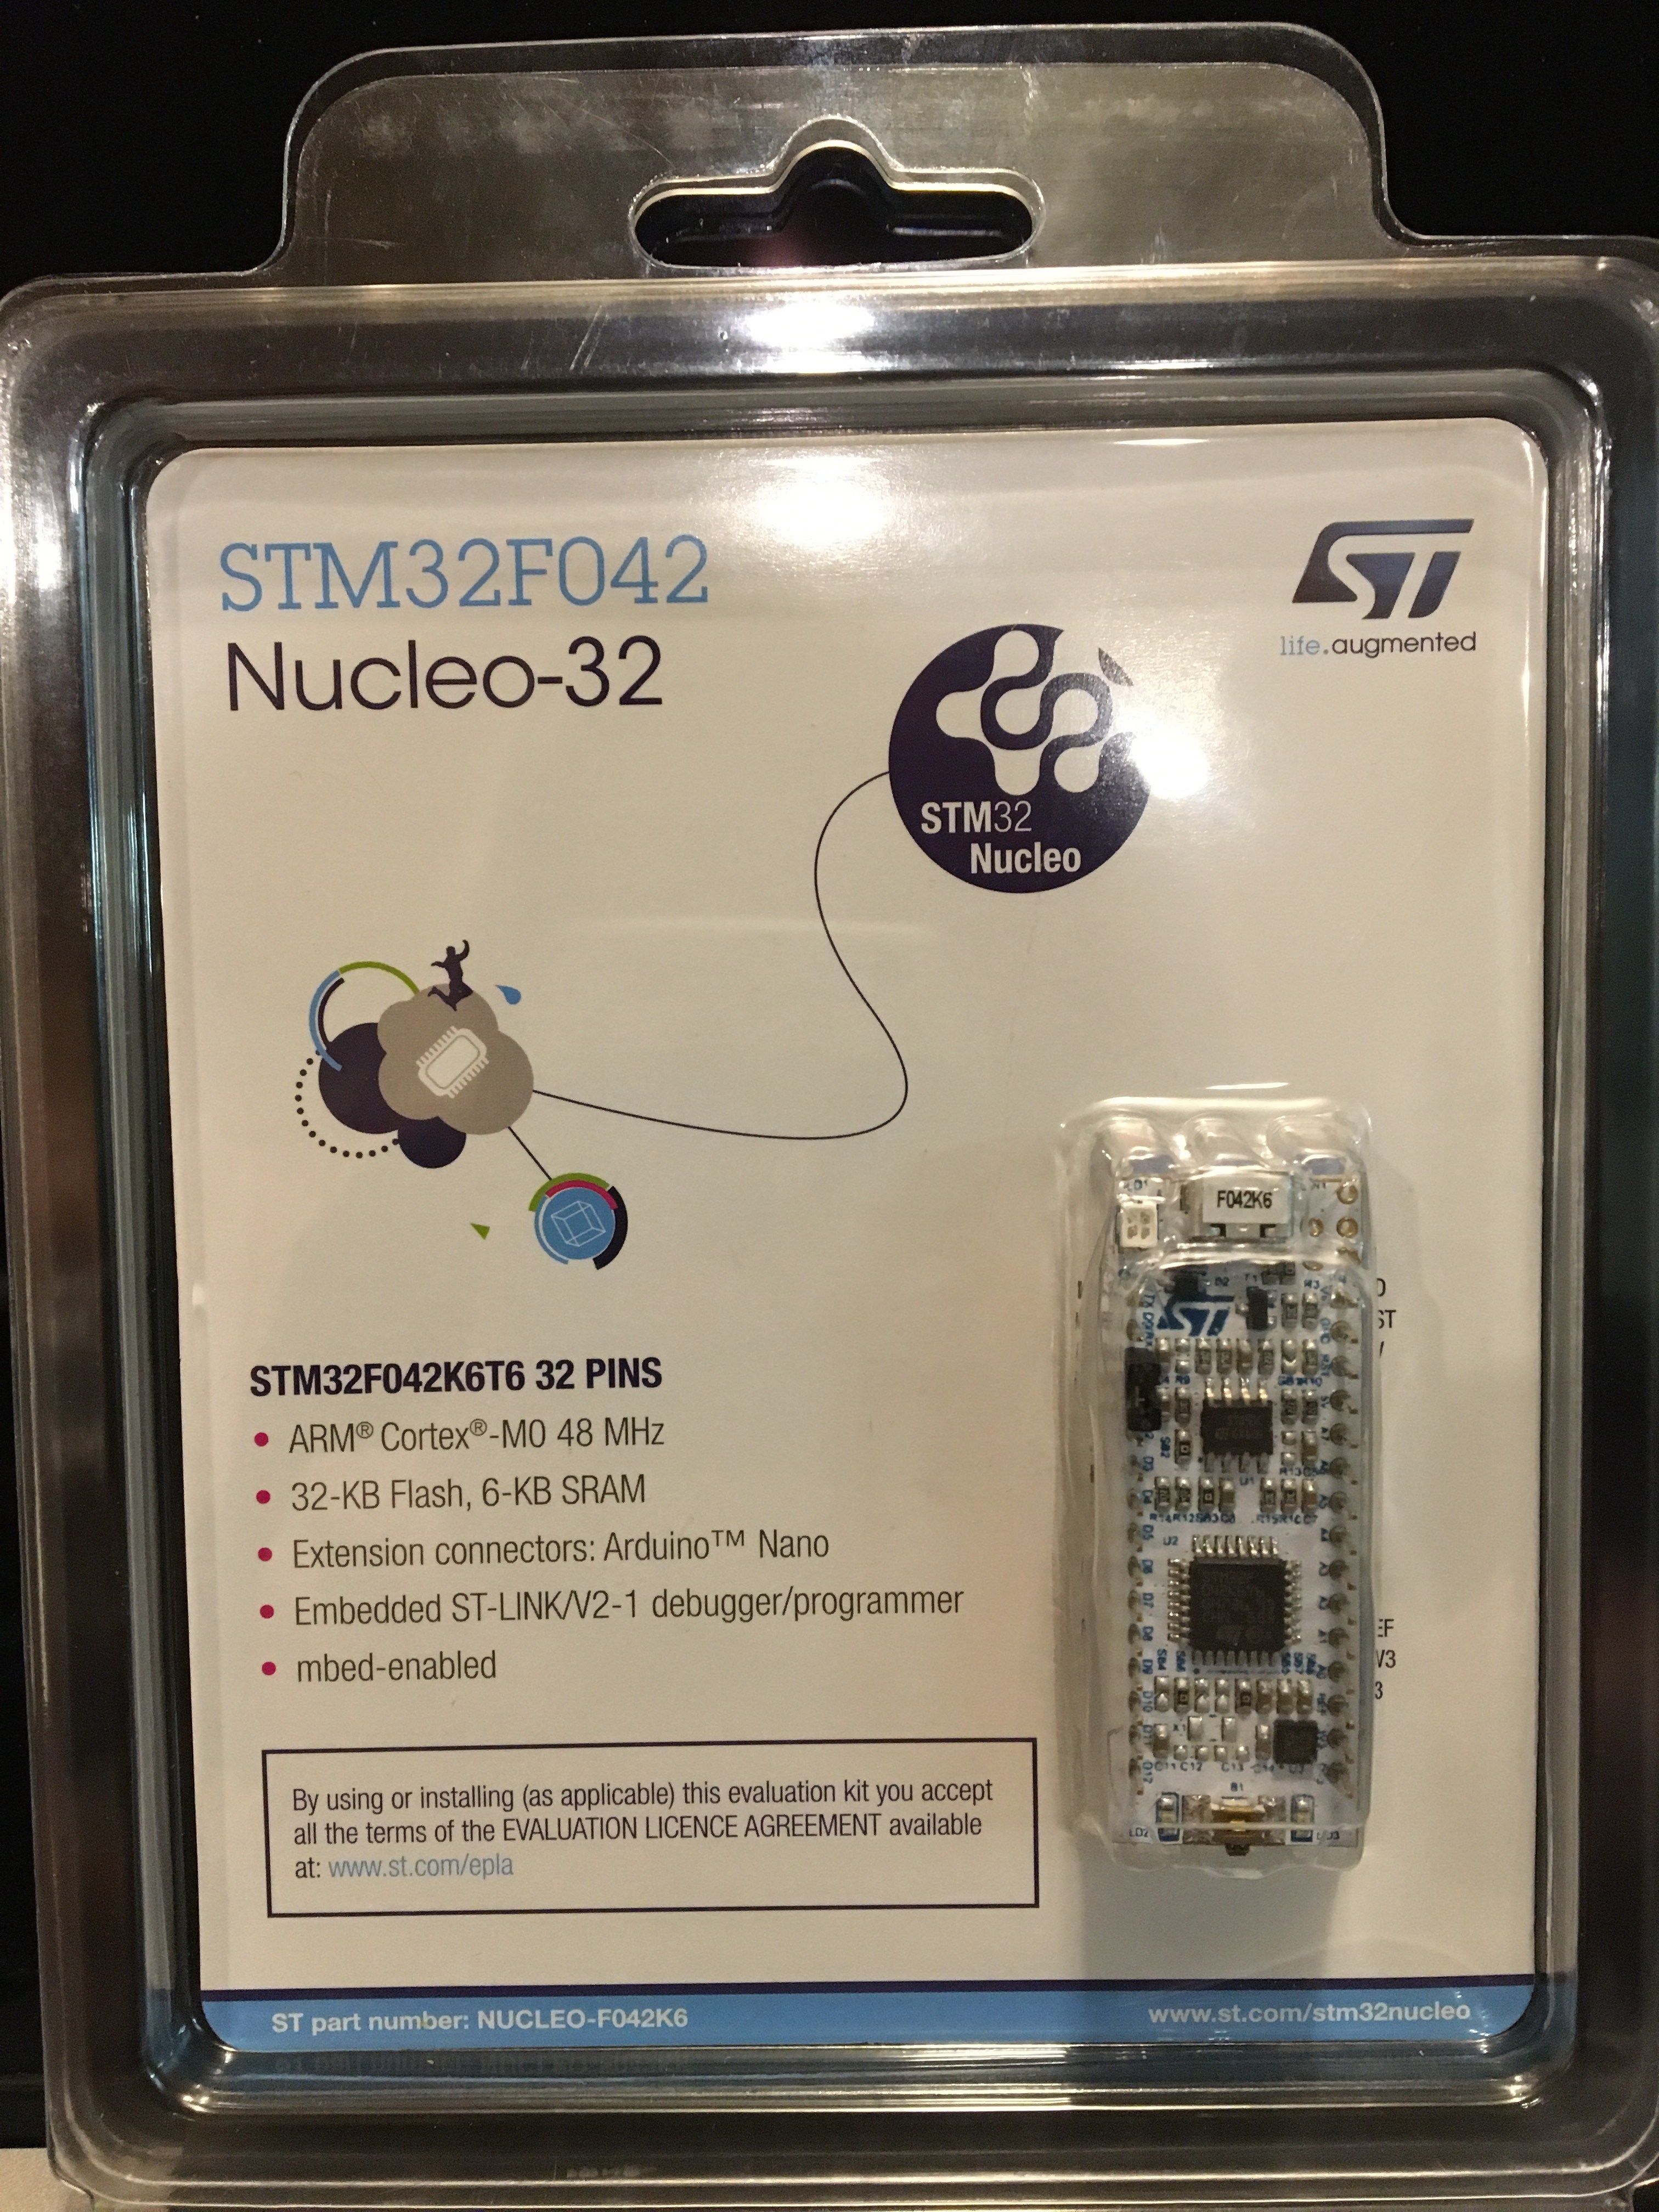 STM32F042
Nucleo-32
ST
life.augmented
STM32
Nucleo
F042K6
STM32F042K6T6 32 PINS
• ARM® Cortex®-M0 48 MHz
• 32-KB Flash, 6-KB SRAM
• Extension connectors: Arduino™ Nano
• Embedded ST-LINK/V2-1 debugger/programmer
• mbed-enabled
By using or installing (as applicable) this evaluation kit you accept
all the terms of the EVALUATION LICENCE AGREEMENT available
at: www.st.com/epla
ST part number: NUCLEO-F042K6
www.st.com/stm32nucleo